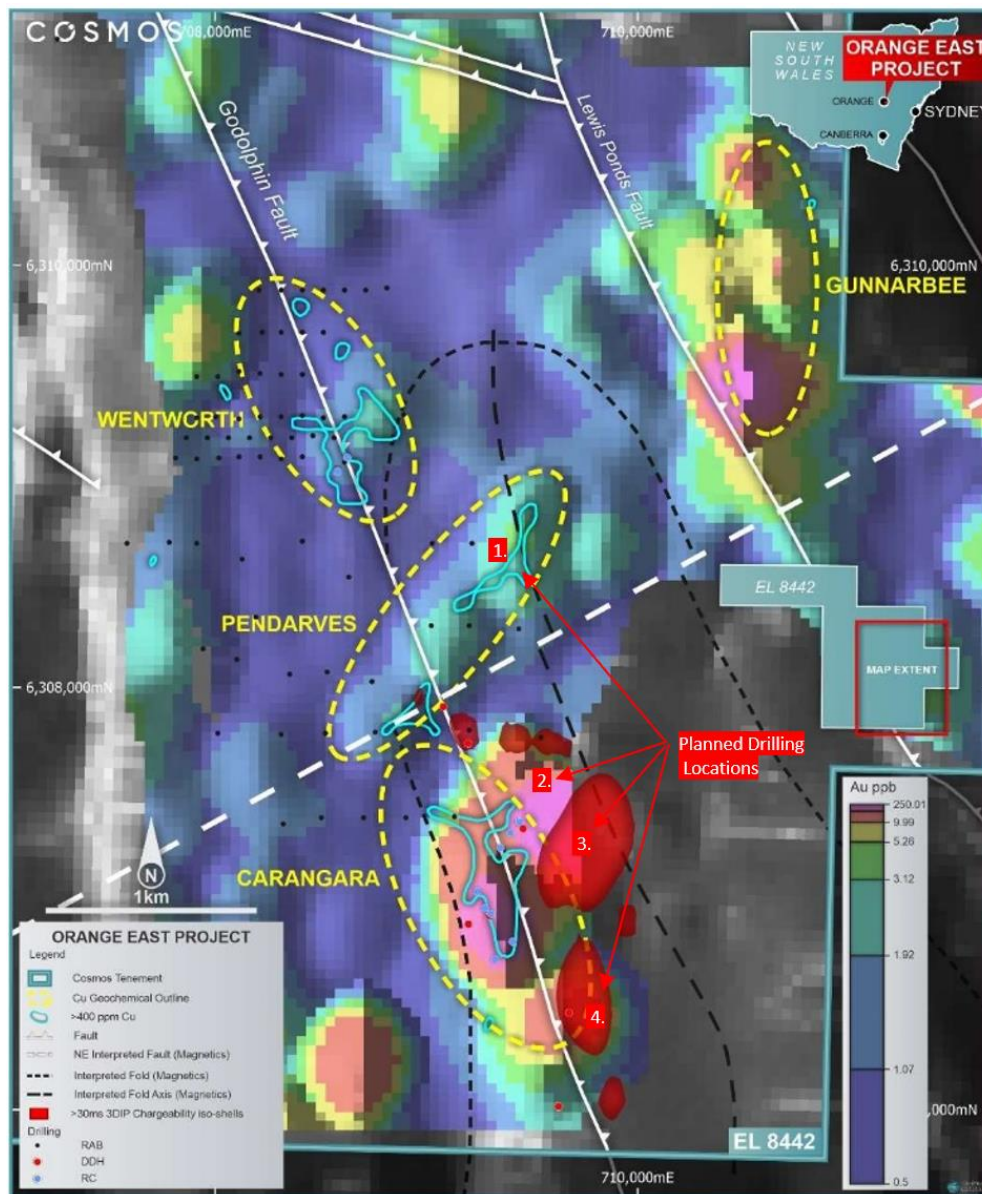 COSMOS
708,000mE
710,000mE
NEW
SOUTH
WALES
ORANGE EAST
PROJECT
ORANGE
SYDNEY
CANBERRA
Godolphin Fault
Lewis Ponds Fault
6,310,000mN
6,310,000mN
GUNNARBEE
WENTWORTH
1.
EL 8442
PENDARVES
MAP EXTENT
6,308,000mN
Planned Drilling
Locations
2.
3.
CARANGARA
4.
N
1km
Au ppb
250.01
9.99
5.28
3.12
1.92
1.07
0.5
ORANGE EAST PROJECT
Legend
Cosmos Tenement
Cu Geochemical Outline
>400 ppm Cu
Fault
NE Interpreted Fault (Magnetics)
Interpreted Fold (Magnetics)
Interpreted Fold Axis (Magnetics)
>30ms 3DIP Chargeability iso-shells
Drilling
RAB
DDH
RC
000mN
EL 8442
710,000mE